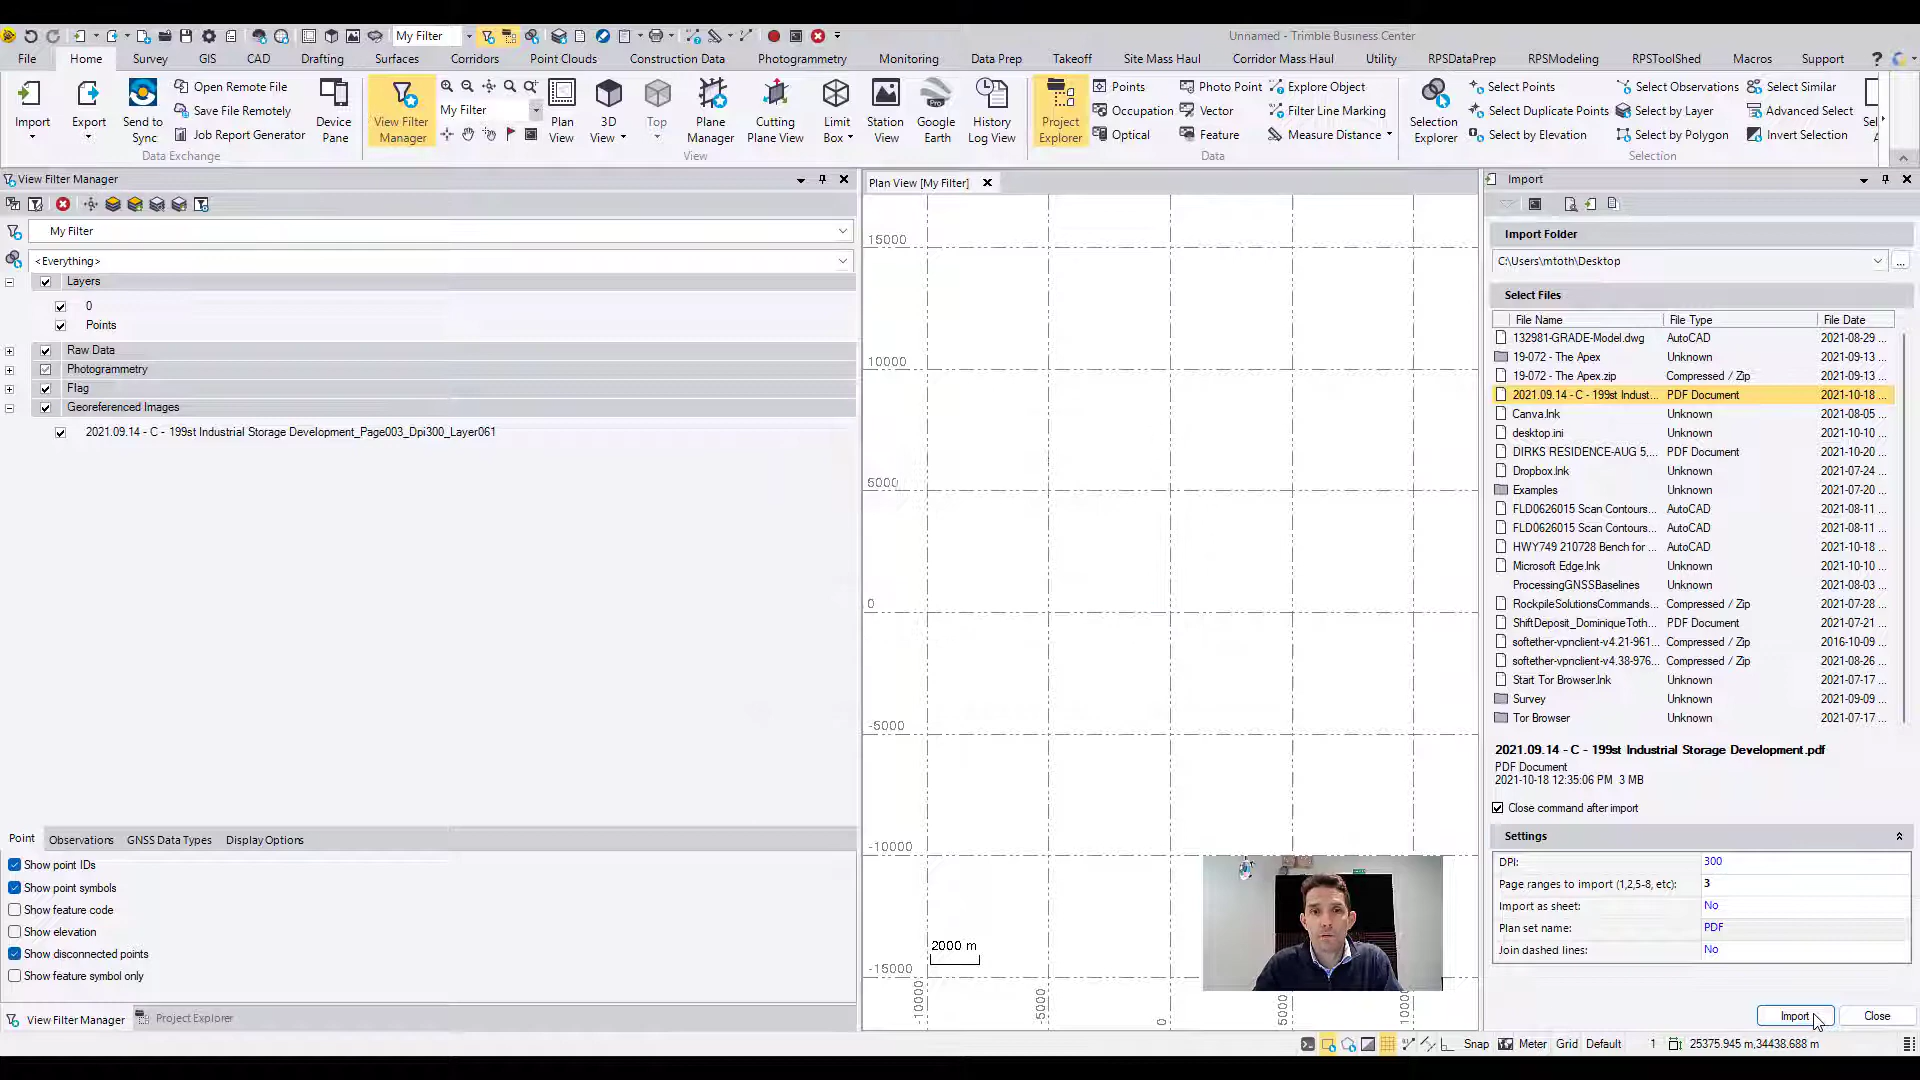 My Filter
Unnamed - Trimble Business Center
File Home Survey GIS CAD Drafting Surfaces Corridors Point Clouds Construction Data Photogrammetry Monitoring Data Prep Takeoff Site Mass Haul Corridor Mass Haul Utility RPSDataPrep RPSModeling RPSToolShed Macros Support
Import
Export
Send to Sync
Open Remote File
Save File Remotely
Job Report Generator
Data Exchange
Device Pane
View Filter Manager
My Filter
Plan View
3D View
Top
Plane Manager
Cutting Plane View
Limit Box
Station View
Google Earth
History Log View
View
Project Explorer
Points
Occupation
Optical
Photo Point
Vector
Feature
Explore Object
Filter Line Marking
Measure Distance
Data
Selection Explorer
Select Points
Select Duplicate Points
Select by Elevation
Select Observations
Select by Layer
Select by Polygon
Select Similar
Advanced Select
Invert Selection
Sel
Selection
View Filter Manager
My Filter
<Everything>
Layers
0
Points
Raw Data
Photogrammetry
Flag
Georeferenced Images
2021.09.14 - C - 199st Industrial Storage Development_Page003_Dpi300_Layer061
Point Observations GNSS Data Types Display Options
Show point IDs
Show point symbols
Show feature code
Show elevation
Show disconnected points
Show feature symbol only
View Filter Manager Project Explorer
Plan View [My Filter]
15000
10000
5000
0
-5000
-10000
-15000
2000 m
-10000
-5000
0
5000
10000
Import
Import Folder
C:\Users\mtoth\Desktop
...
Select Files
File Name File Type File Date
132981-GRADE-Model.dwg AutoCAD 2021-08-29 ...
19-072 - The Apex Unknown 2021-09-13 ...
19-072 - The Apex.zip Compressed / Zip 2021-09-13 ...
2021.09.14 - C - 199st Indust... PDF Document 2021-10-18 ...
Canva.lnk Unknown 2021-08-05 ...
desktop.ini Unknown 2021-10-10 ...
DIRKS RESIDENCE-AUG 5,... PDF Document 2021-10-20 ...
Dropbox.lnk Unknown 2021-07-24 ...
Examples Unknown 2021-07-20 ...
FLD0626015 Scan Contours... AutoCAD 2021-08-11 ...
FLD0626015 Scan Contours... AutoCAD 2021-08-11 ...
HWY749 210728 Bench for ... AutoCAD 2021-10-18 ...
Microsoft Edge.lnk Unknown 2021-10-10 ...
ProcessingGNSSBaselines Unknown 2021-08-03 ...
RockpileSolutionsCommands... Compressed / Zip 2021-07-28 ...
ShiftDeposit_DominiqueToth... PDF Document 2021-07-21 ...
softether-vpnclient-v4.21-961... Compressed / Zip 2016-10-09 ...
softether-vpnclient-v4.38-976... Compressed / Zip 2021-08-26 ...
Start Tor Browser.lnk Unknown 2021-07-17 ...
Survey Unknown 2021-09-09 ...
Tor Browser Unknown 2021-07-17 ...
2021.09.14 - C - 199st Industrial Storage Development.pdf
PDF Document
2021-10-18 12:35:06 PM 3 MB
Close command after import
Settings
DPI: 300
Page ranges to import (1,2,5-8, etc): 3
Import as sheet: No
Plan set name: PDF
Join dashed lines: No
Import Close
Snap Meter Grid Default 1 25375.945 m,34438.688 m